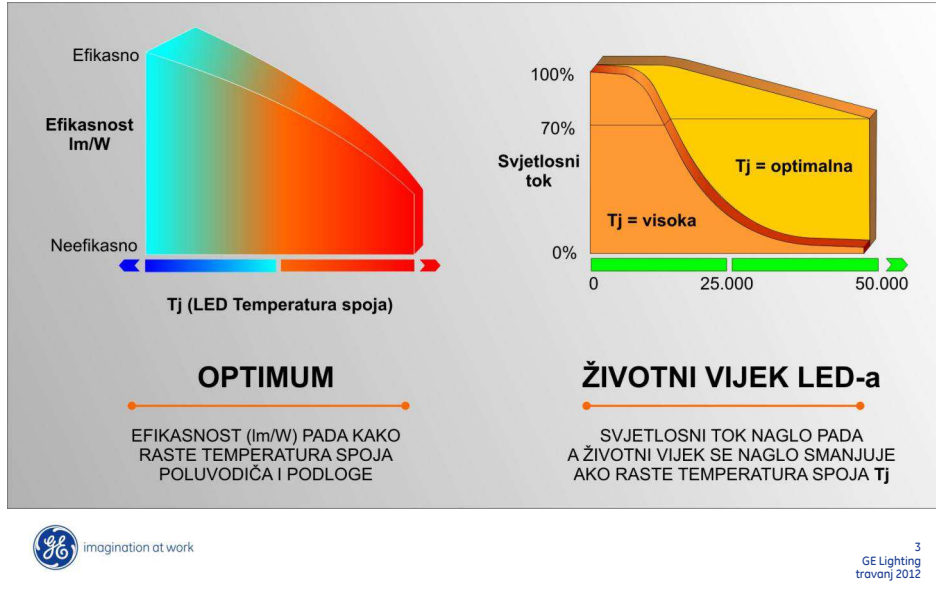 Efikasno
Efikasnost
lm/W
Neefikasno
Tj (LED Temperatura spoja)
100%
70%
Svjetlosni
tok
0%
Tj = optimalna
Tj = visoka
0
25.000
50.000
OPTIMUM
EFIKASNOST (lm/W) PADA KAKO
RASTE TEMPERATURA SPOJA
POLUVODIČA I PODLOGE
ŽIVOTNI VIJEK LED-a
SVJETLOSNI TOK NAGLO PADA
A ŽIVOTNI VIJEK SE NAGLO SMANJUJE
AKO RASTE TEMPERATURA SPOJA Tj
GE
imagination at work
3
GE Lighting
travanj 2012